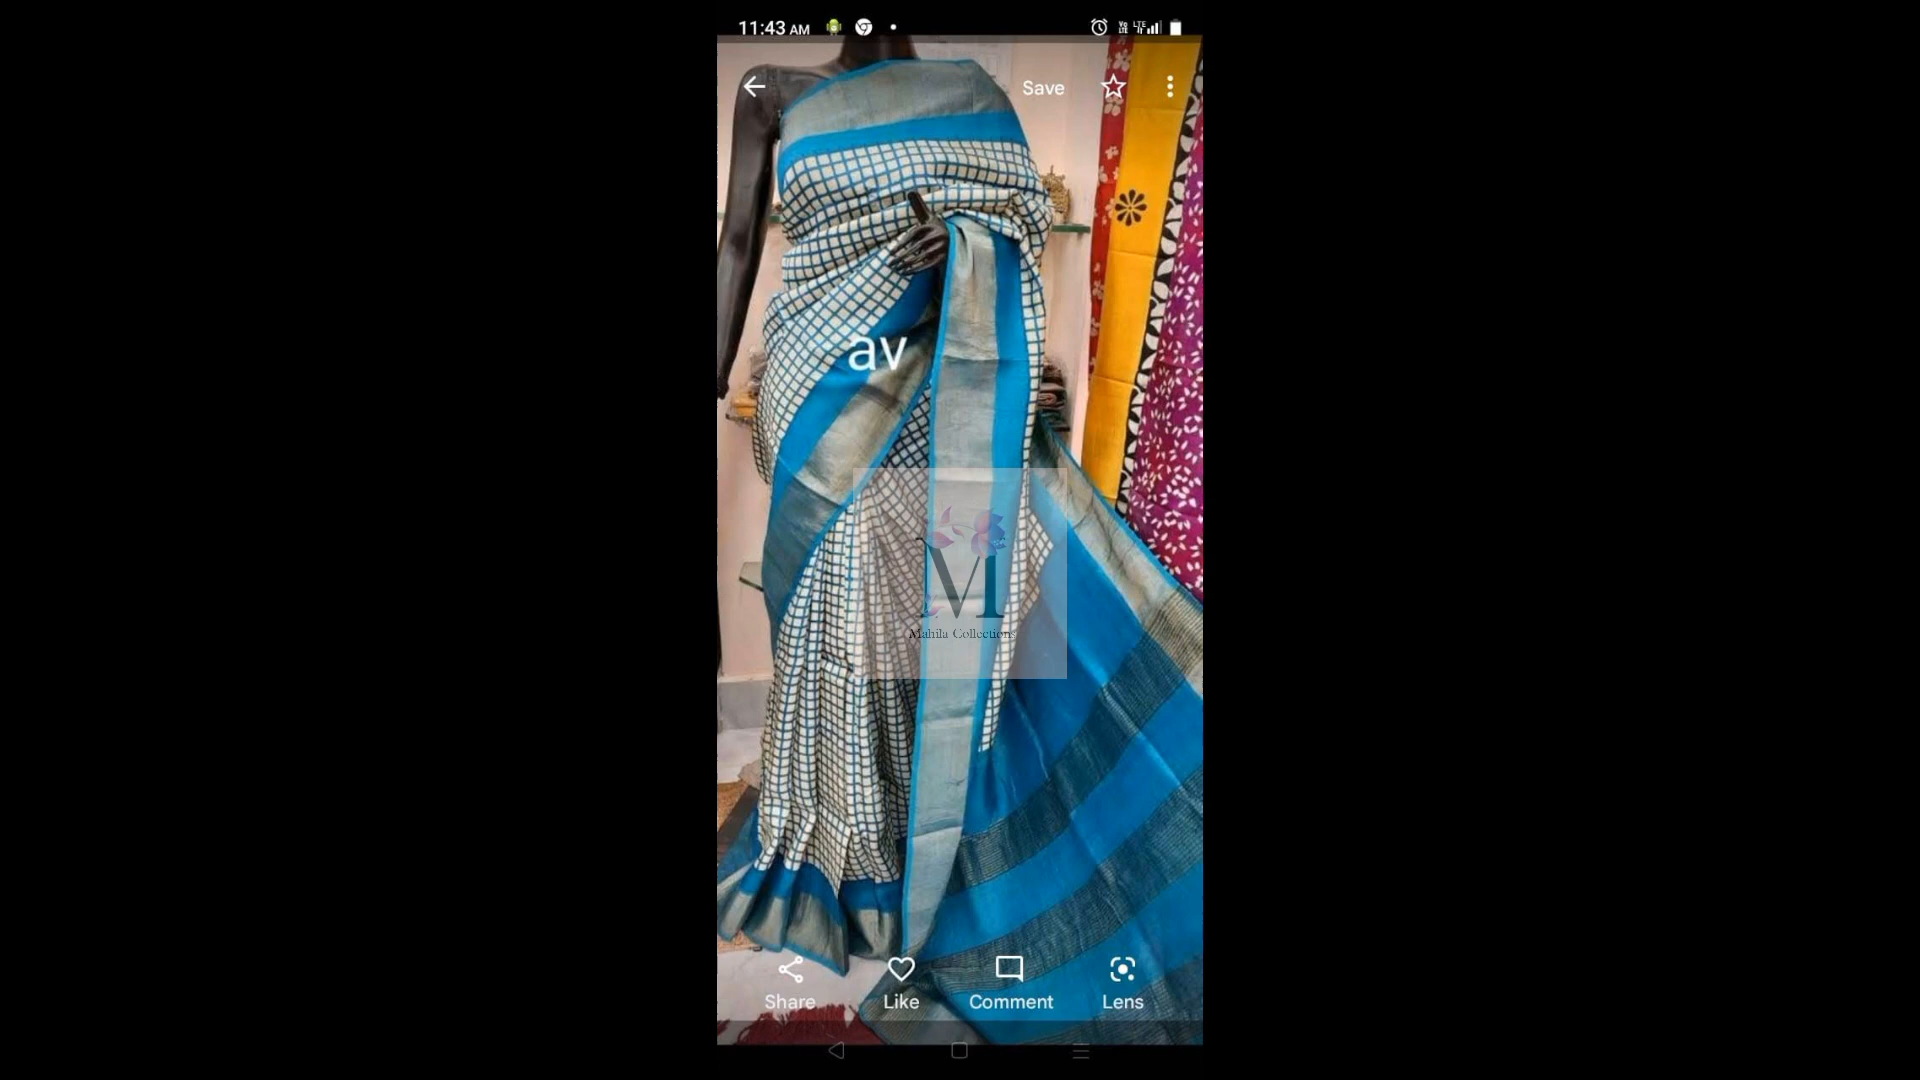 11:43 AM
Save
av
M
Mahila Collections
Share
Like
Comment
Lens